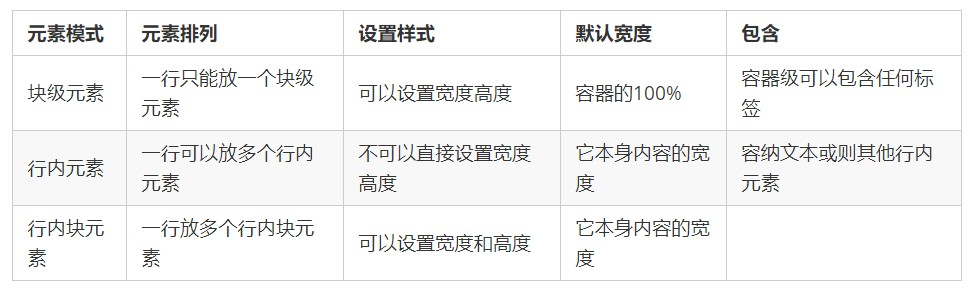 元素模式 元素排列 设置样式 默认宽度 包含
块级元素 一行只能放一个块级元素 可以设置宽度高度 容器的100% 容器级可以包含任何标签
行内元素 一行可以放多个行内元素 不可以直接设置宽度高度 它本身内容的宽度 容纳文本或则其他行内元素
行内块元素 一行放多个行内块元素 可以设置宽度和高度 它本身内容的宽度